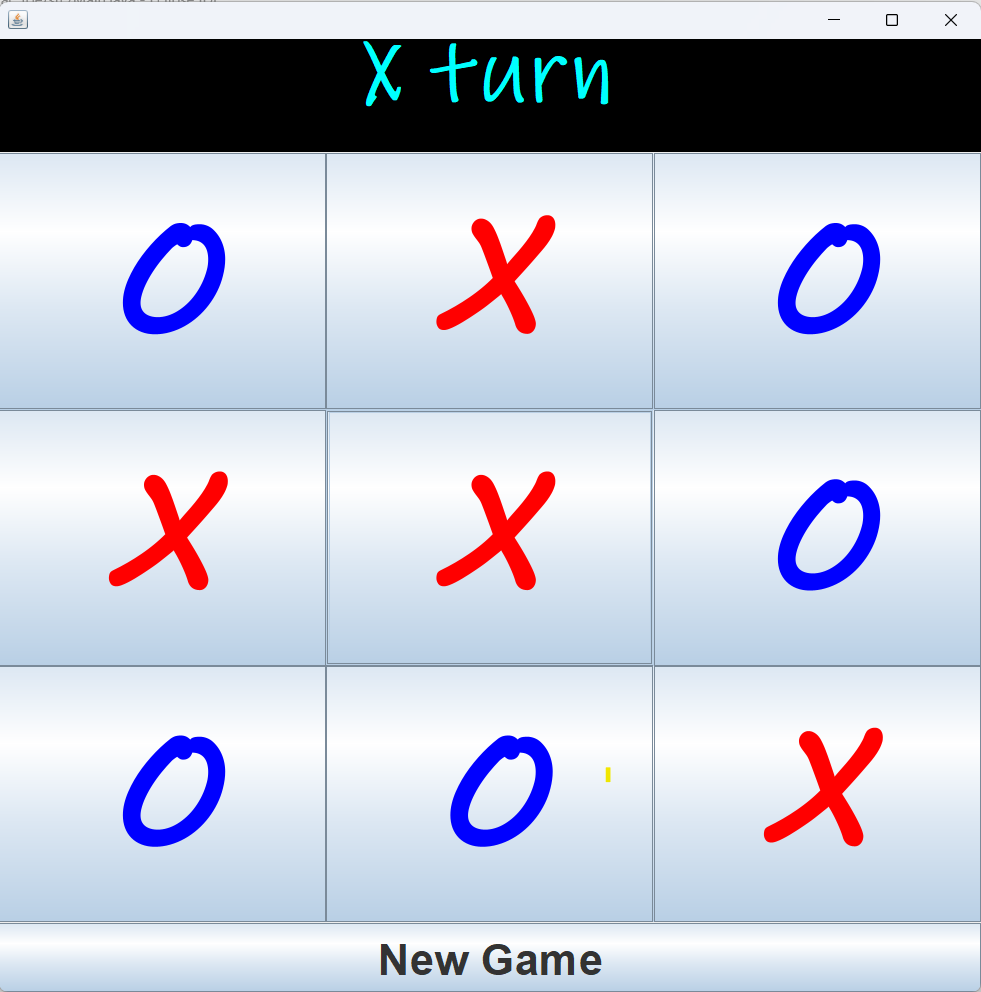 X turn
O X O
X X O
O O X
New Game